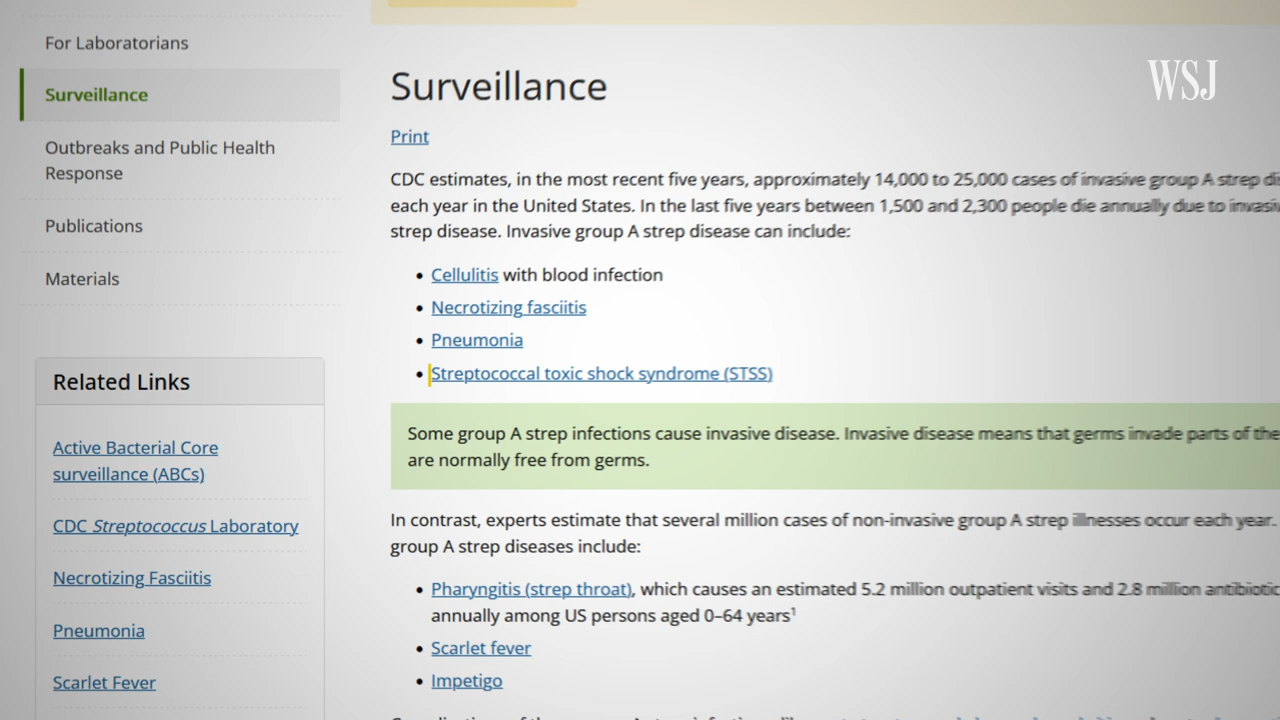 For Laboratorians
Surveillance
Outbreaks and Public Health
Response
Publications
Materials
Related Links
Active Bacterial Core
surveillance (ABCs)
CDC Streptococcus Laboratory
Necrotizing Fasciitis
Pneumonia
Scarlet Fever
WSJ
Surveillance
Print
CDC estimates, in the most recent five years, approximately 14,000 to 25,000 cases of invasive group A strep
each year in the United States. In the last five years between 1,500 and 2,300 people die annually due to
strep disease. Invasive group A strep disease can include:
• Cellulitis with blood infection
• Necrotizing fasciitis
• Pneumonia
• Streptococcal toxic shock syndrome (STSS)
Some group A strep infections cause invasive disease. Invasive disease means that germs invade parts of the
are normally free from germs.
In contrast, experts estimate that several million cases of non-invasive group A strep illnesses occur each year.
group A strep diseases include:
• Pharyngitis (strep throat), which causes an estimated 5.2 million outpatient visits and 2.8 million antibiotic
annually among US persons aged 0–64 years¹
• Scarlet fever
• Impetigo